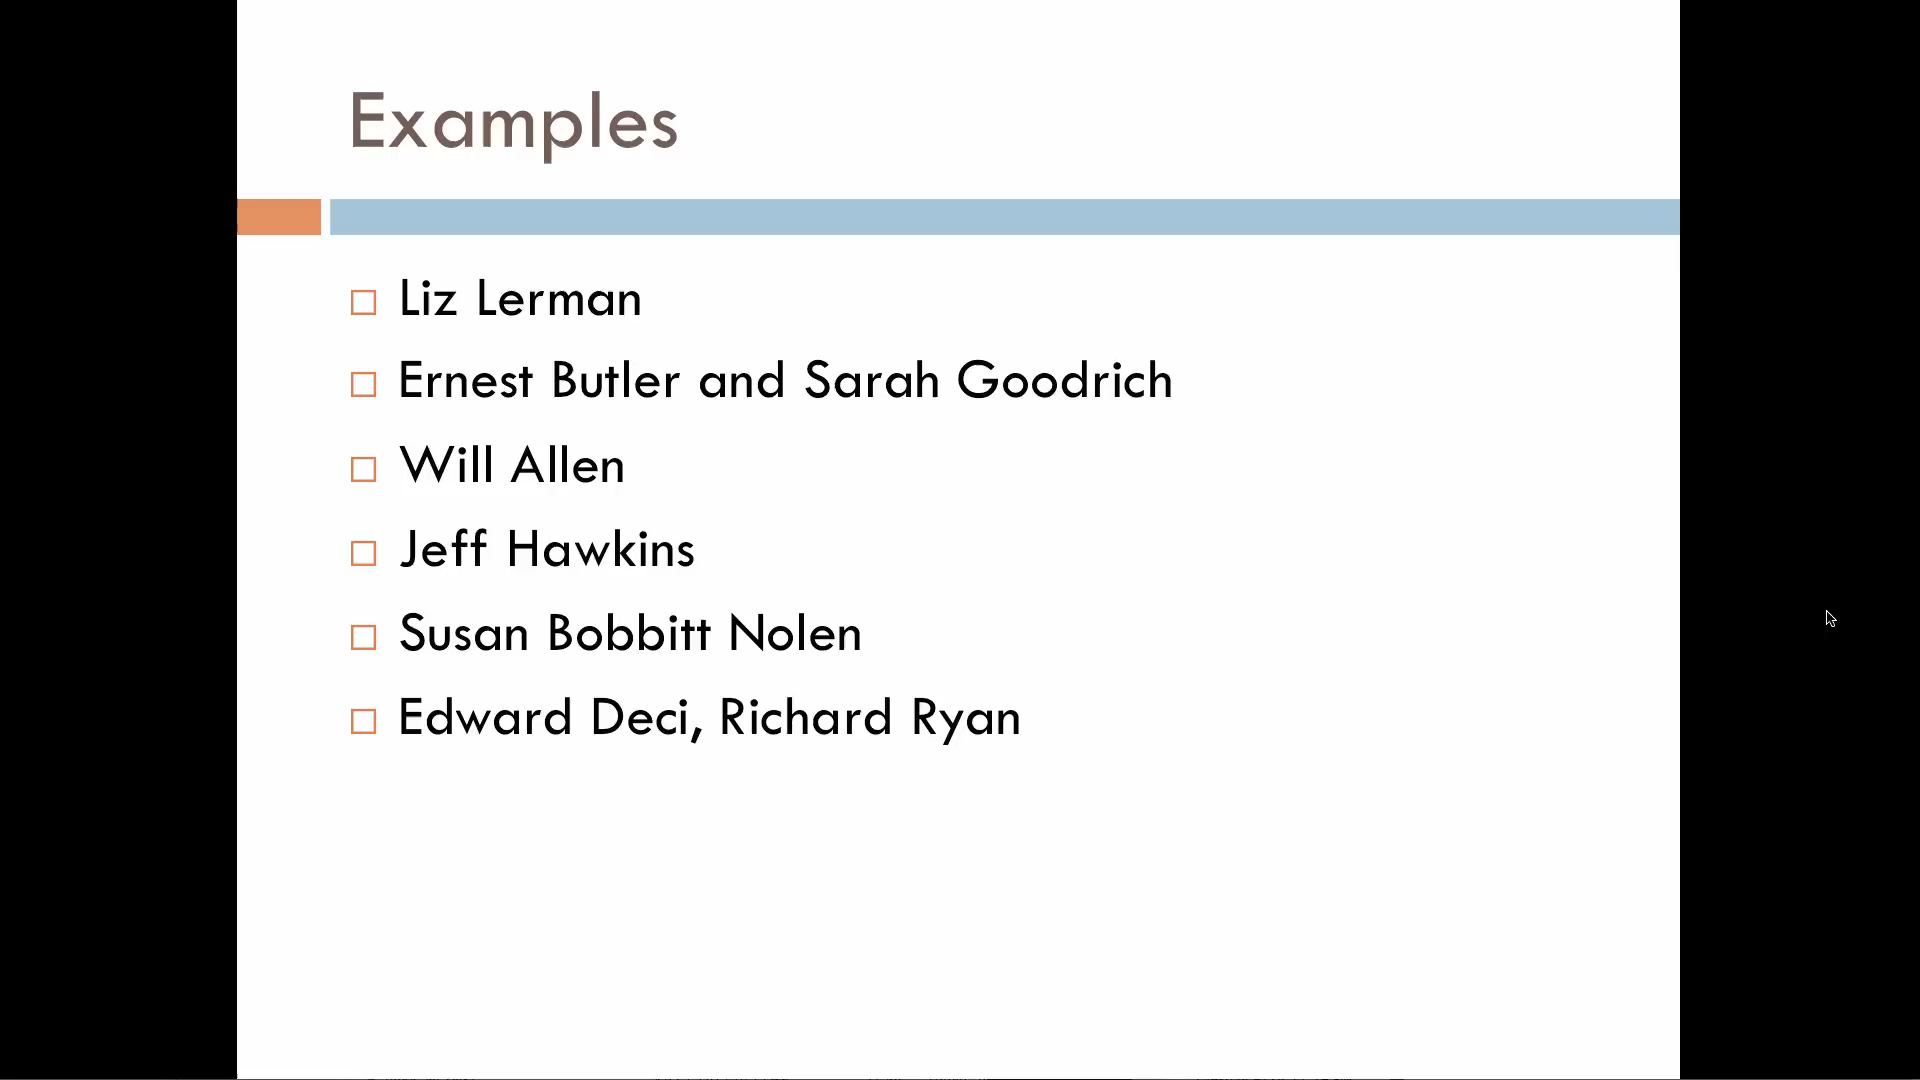 Examples
Liz Lerman
Ernest Butler and Sarah Goodrich
Will Allen
Jeff Hawkins
Susan Bobbitt Nolen
Edward Deci, Richard Ryan